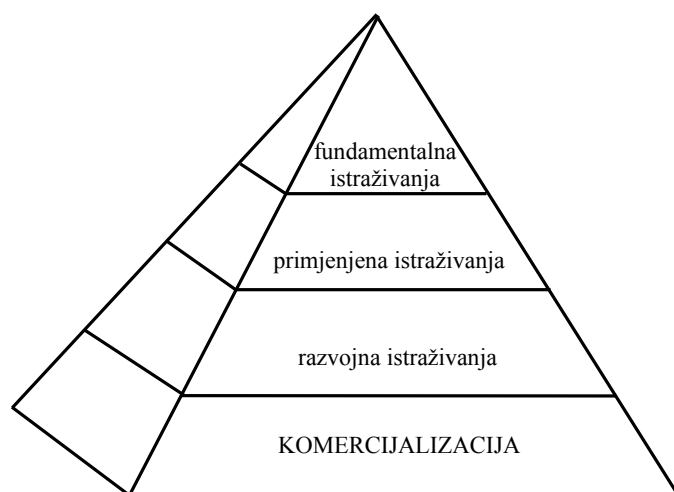 fundamentalna
istraživanja
primjenjena istraživanja
razvojna istraživanja
KOMERCIJALIZACIJA